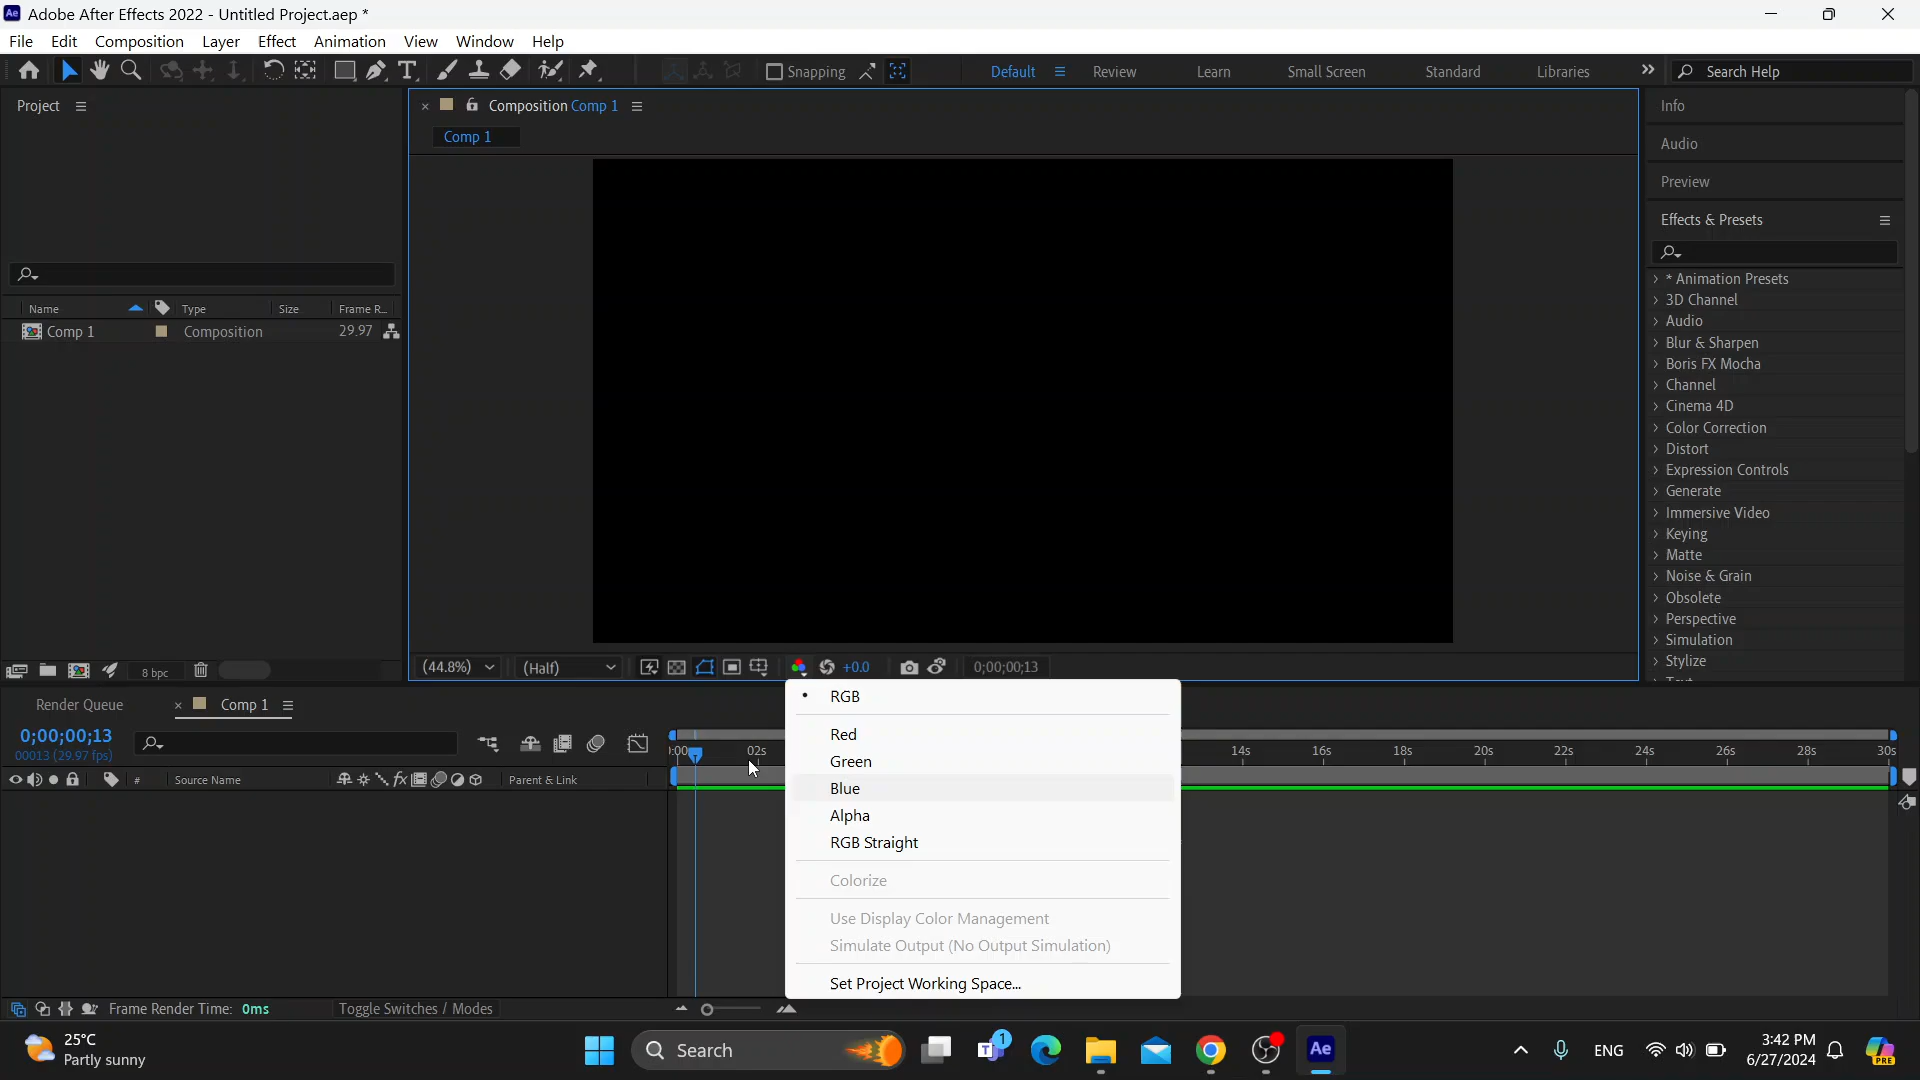 Ae Adobe After Effects 2022 - Untitled Project.aep *
File Edit Composition Layer Effect Animation View Window Help
T Snapping Default Review Learn Small Screen Standard Libraries Search Help
Project
Composition Comp 1
Comp 1
Info
Audio
Preview
Effects & Presets
Name Type Size Frame R...
Comp 1 Composition 29.97
* Animation Presets
3D Channel
Audio
Blur & Sharpen
Boris FX Mocha
Channel
Cinema 4D
Color Correction
Distort
Expression Controls
Generate
Immersive Video
Keying
Matte
Noise & Grain
Obsolete
Perspective
Simulation
Stylize
8 bpc
(44.8%) (Half) +0.0 0;00;00;13
Render Queue Comp 1
0;00;00;13
00013 (29.97 fps)
# Source Name fx Parent & Link
02s 14s 16s 18s 20s 22s 24s 26s 28s 30s
RGB
Red
Green
Blue
Alpha
RGB Straight
Colorize
Use Display Color Management
Simulate Output (No Output Simulation)
Set Project Working Space...
Frame Render Time: 0ms Toggle Switches / Modes
25°C
Partly sunny
Search
1
Ae
ENG
3:42 PM
6/27/2024
PRE